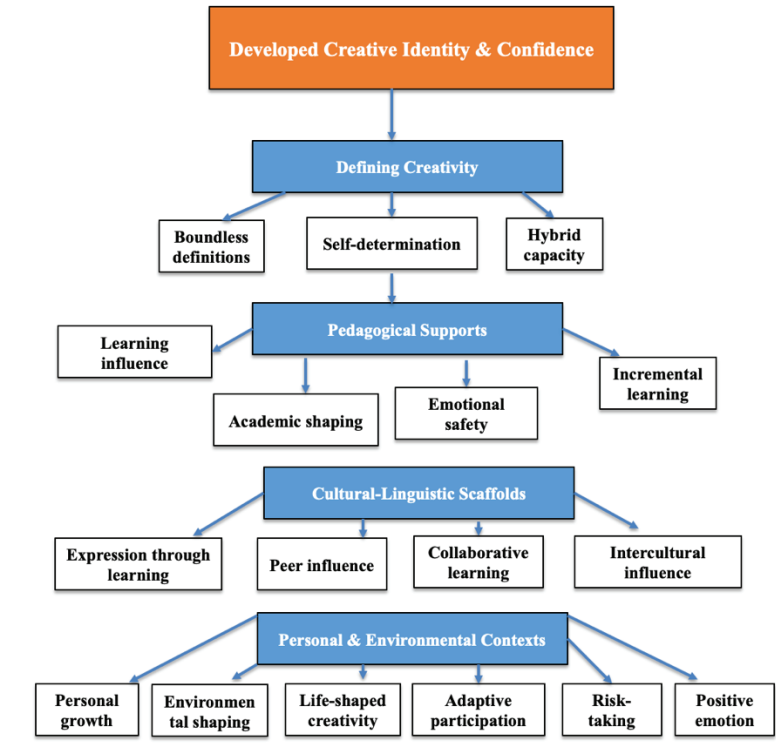 Developed Creative Identity & Confidence
Defining Creativity
Boundless
definitions
Self-determination
Hybrid
capacity
Pedagogical Supports
Learning
influence
Academic shaping
Emotional
safety
Incremental
learning
Cultural-Linguistic Scaffolds
Expression through
learning
Peer influence
Collaborative
learning
Intercultural
influence
Personal & Environmental Contexts
Personal
growth
Environmen
tal shaping
Life-shaped
creativity
Adaptive
participation
Risk-
taking
Positive
emotion